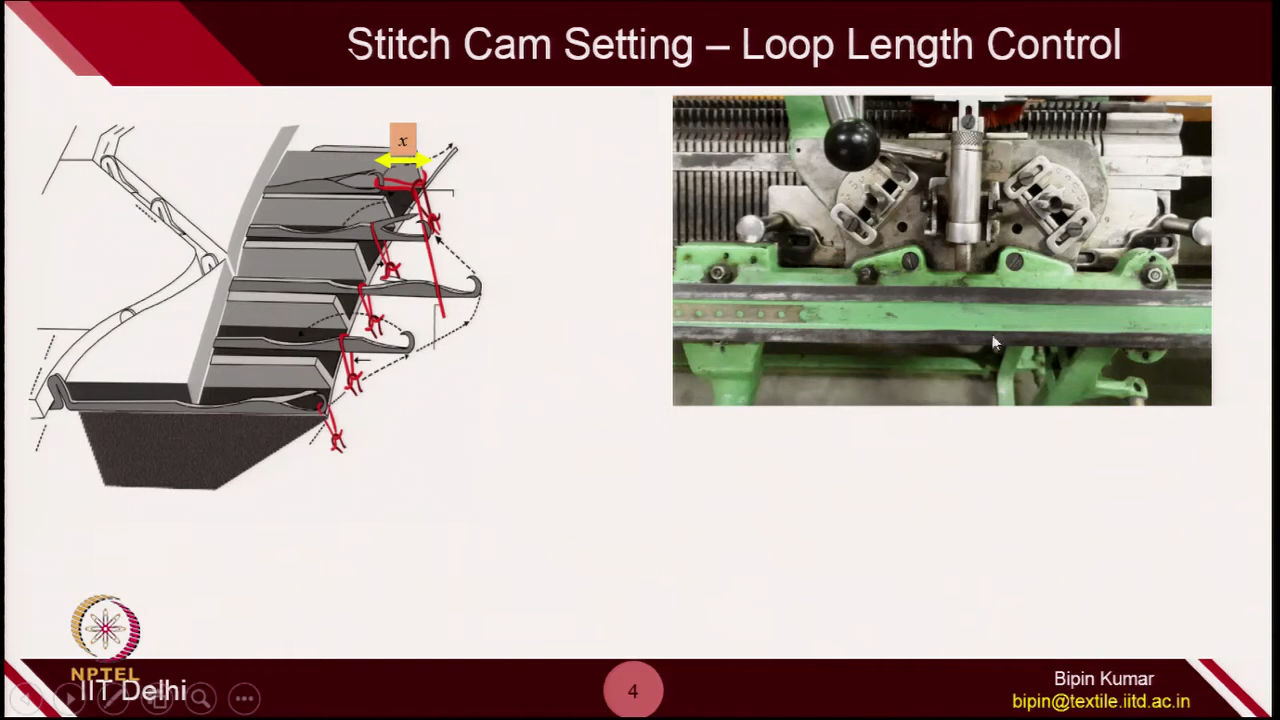 Stitch Cam Setting – Loop Length Control
x
NPTEL
IIT Delhi
4
Bipin Kumar
bipin@textile.iitd.ac.in